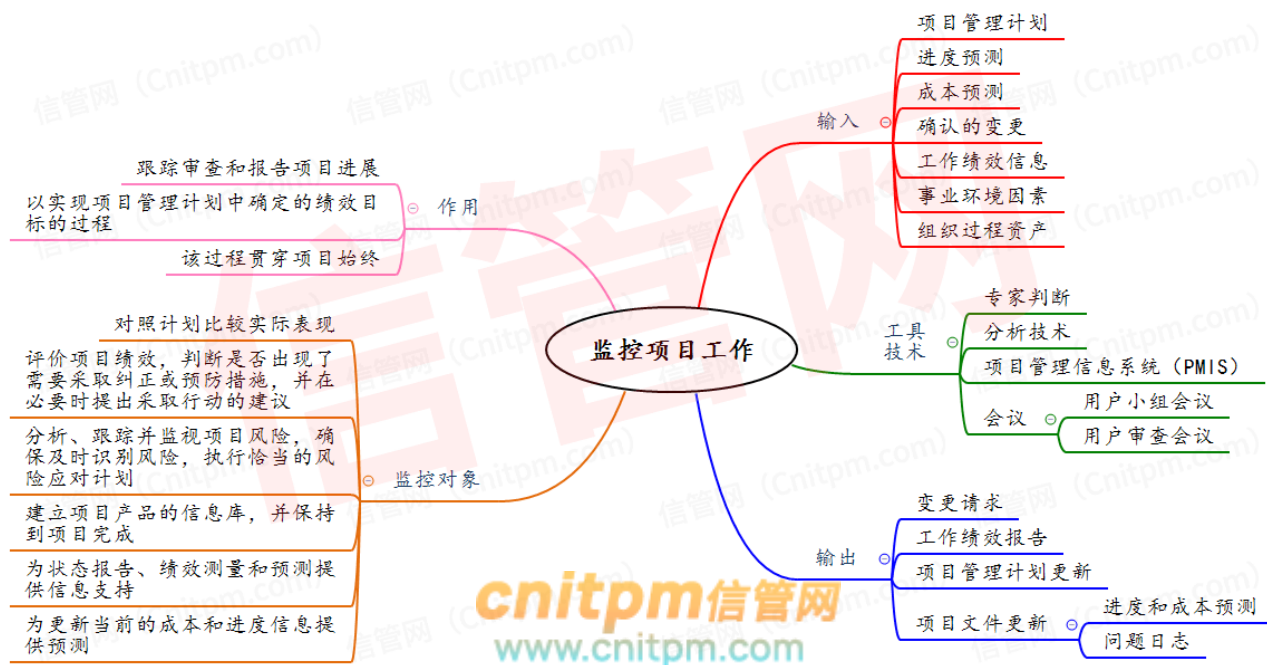 监控项目工作
输入
项目管理计划
进度预测
成本预测
确认的变更
工作绩效信息
事业环境因素
组织过程资产
工具
技术
专家判断
分析技术
项目管理信息系统（PMIS）
会议
用户小组会议
用户审查会议
输出
变更请求
工作绩效报告
项目管理计划更新
项目文件更新
进度和成本预测
问题日志
作用
跟踪审查和报告项目进展
以实现项目管理计划中确定的绩效目
标的过程
该过程贯穿项目始终
监控对象
对照计划比较实际表现
评价项目绩效，判断是否出现了
需要采取纠正或预防措施，并在
必要时提出采取行动的建议
分析、跟踪并监视项目风险，确
保及时识别风险，执行恰当的风
险应对计划
建立项目产品的信息库，并保持
到项目完成
为状态报告、绩效测量和预测提
供信息支持
为更新当前的成本和进度信息提
供预测
信管网
信管网（Cnitpm.com）
cnitpm信管网
www.cnitpm.com